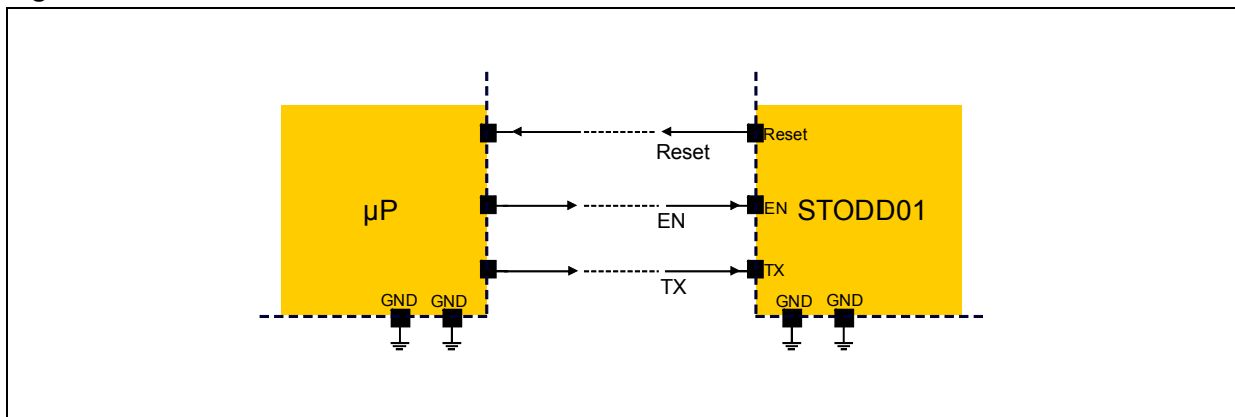 Reset
Reset
µP
EN
STODD01
EN
TX
TX
GND GND
GND GND